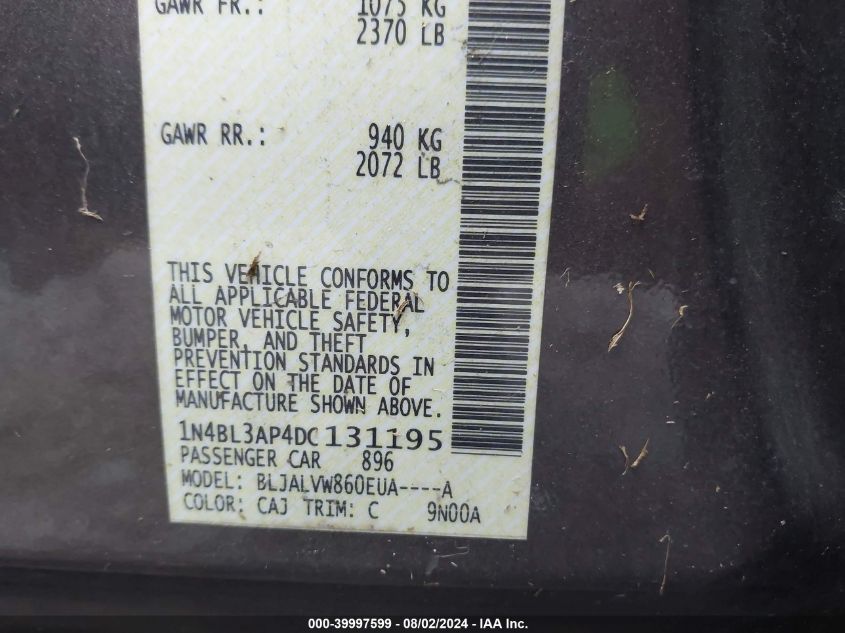 GAWR FR.: 1075 KG
2370 LB
GAWR RR.: 940 KG
2072 LB
THIS VEHICLE CONFORMS TO
ALL APPLICABLE FEDERAL
MOTOR VEHICLE SAFETY,
BUMPER, AND THEFT
PREVENTION STANDARDS IN
EFFECT ON THE DATE OF
MANUFACTURE SHOWN ABOVE.
1N4BL3AP4DC131195
PASSENGER CAR 896
MODEL: BLJALVW860EUA----A
COLOR: CAJ TRIM: C 9N00A
000-39997599 — 08/02/2024 — IAA Inc.